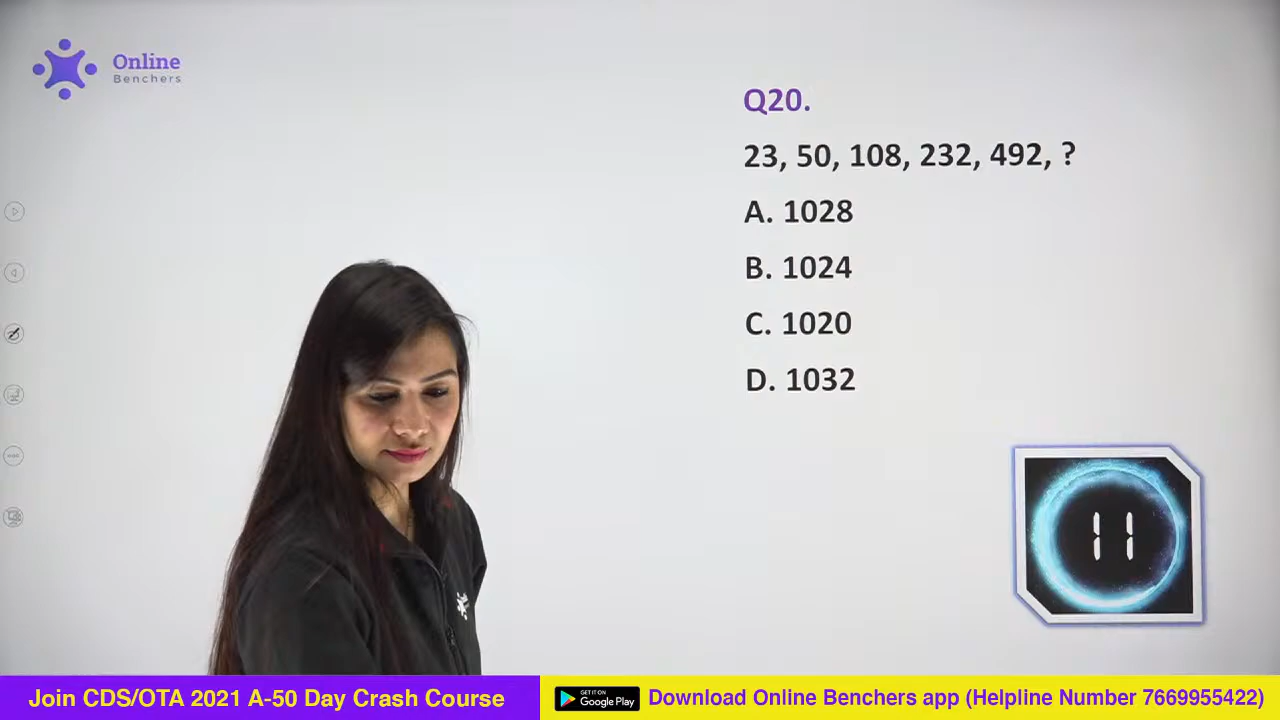 Online
Benchers
Q20.
23, 50, 108, 232, 492, ?
A. 1028
B. 1024
C. 1020
D. 1032
11
Join CDS/OTA 2021 A-50 Day Crash Course
GET IT ON
Google Play
Download Online Benchers app (Helpline Number 7669955422)